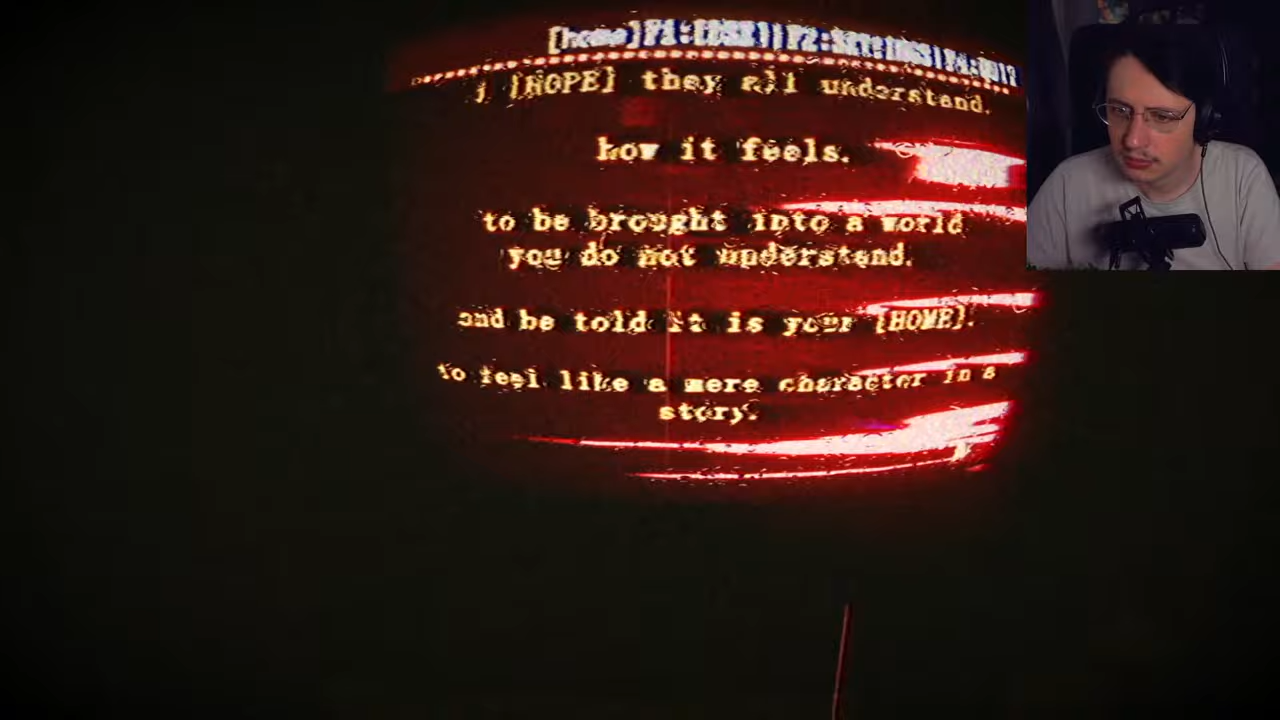 [home]
i [HOPE] they all understand.
how it feels.
to be brought into a world
you do not understand.
and be told it is your [HOME].
to feel like a mere character in a
story.